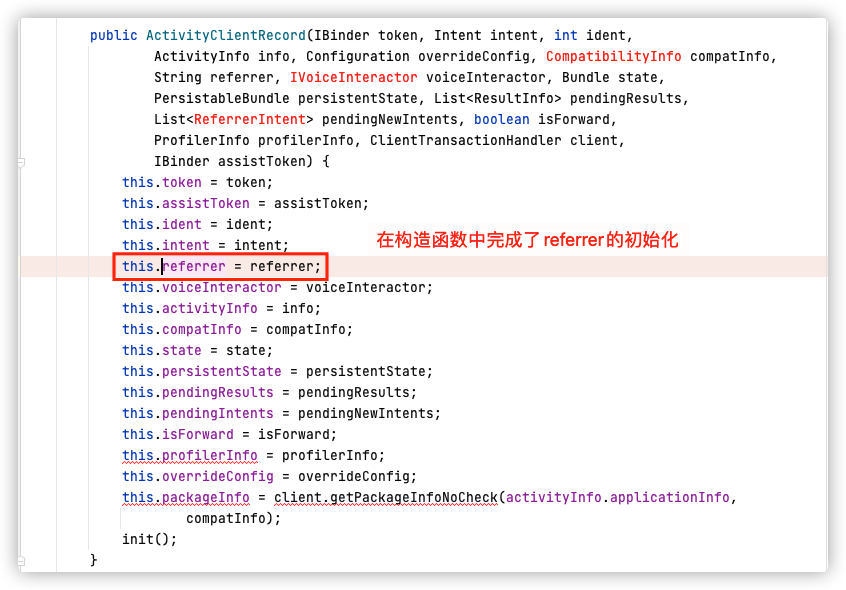 public ActivityClientRecord(IBinder token, Intent intent, int ident,
ActivityInfo info, Configuration overrideConfig, CompatibilityInfo compatInfo,
String referrer, IVoiceInteractor voiceInteractor, Bundle state,
PersistableBundle persistentState, List<ResultInfo> pendingResults,
List<ReferrerIntent> pendingNewIntents, boolean isForward,
ProfilerInfo profilerInfo, ClientTransactionHandler client,
IBinder assistToken) {
this.token = token;
this.assistToken = assistToken;
this.ident = ident;
this.intent = intent;
在构造函数中完成了referrer的初始化
this.referrer = referrer;
this.voiceInteractor = voiceInteractor;
this.activityInfo = info;
this.compatInfo = compatInfo;
this.state = state;
this.persistentState = persistentState;
this.pendingResults = pendingResults;
this.pendingIntents = pendingNewIntents;
this.isForward = isForward;
this.profilerInfo = profilerInfo;
this.overrideConfig = overrideConfig;
this.packageInfo = client.getPackageInfoNoCheck(activityInfo.applicationInfo,
compatInfo);
init();
}